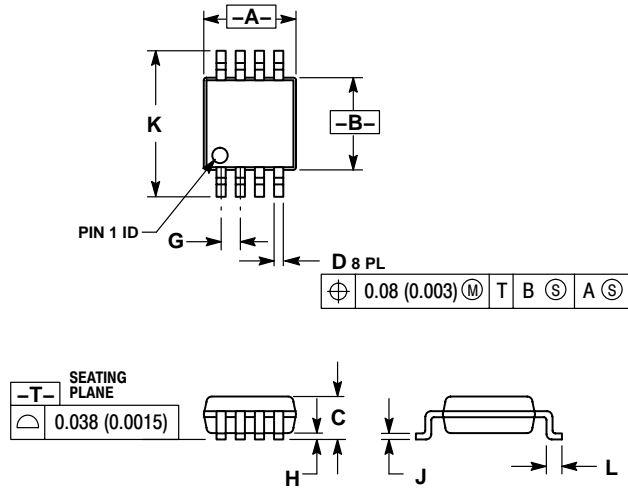 –A–
K
–B–
PIN 1 ID
G
D 8 PL
⌖ 0.08 (0.003) Ⓜ T B Ⓢ A Ⓢ
–T– SEATING PLANE
⌓ 0.038 (0.0015)
C
H
J
L